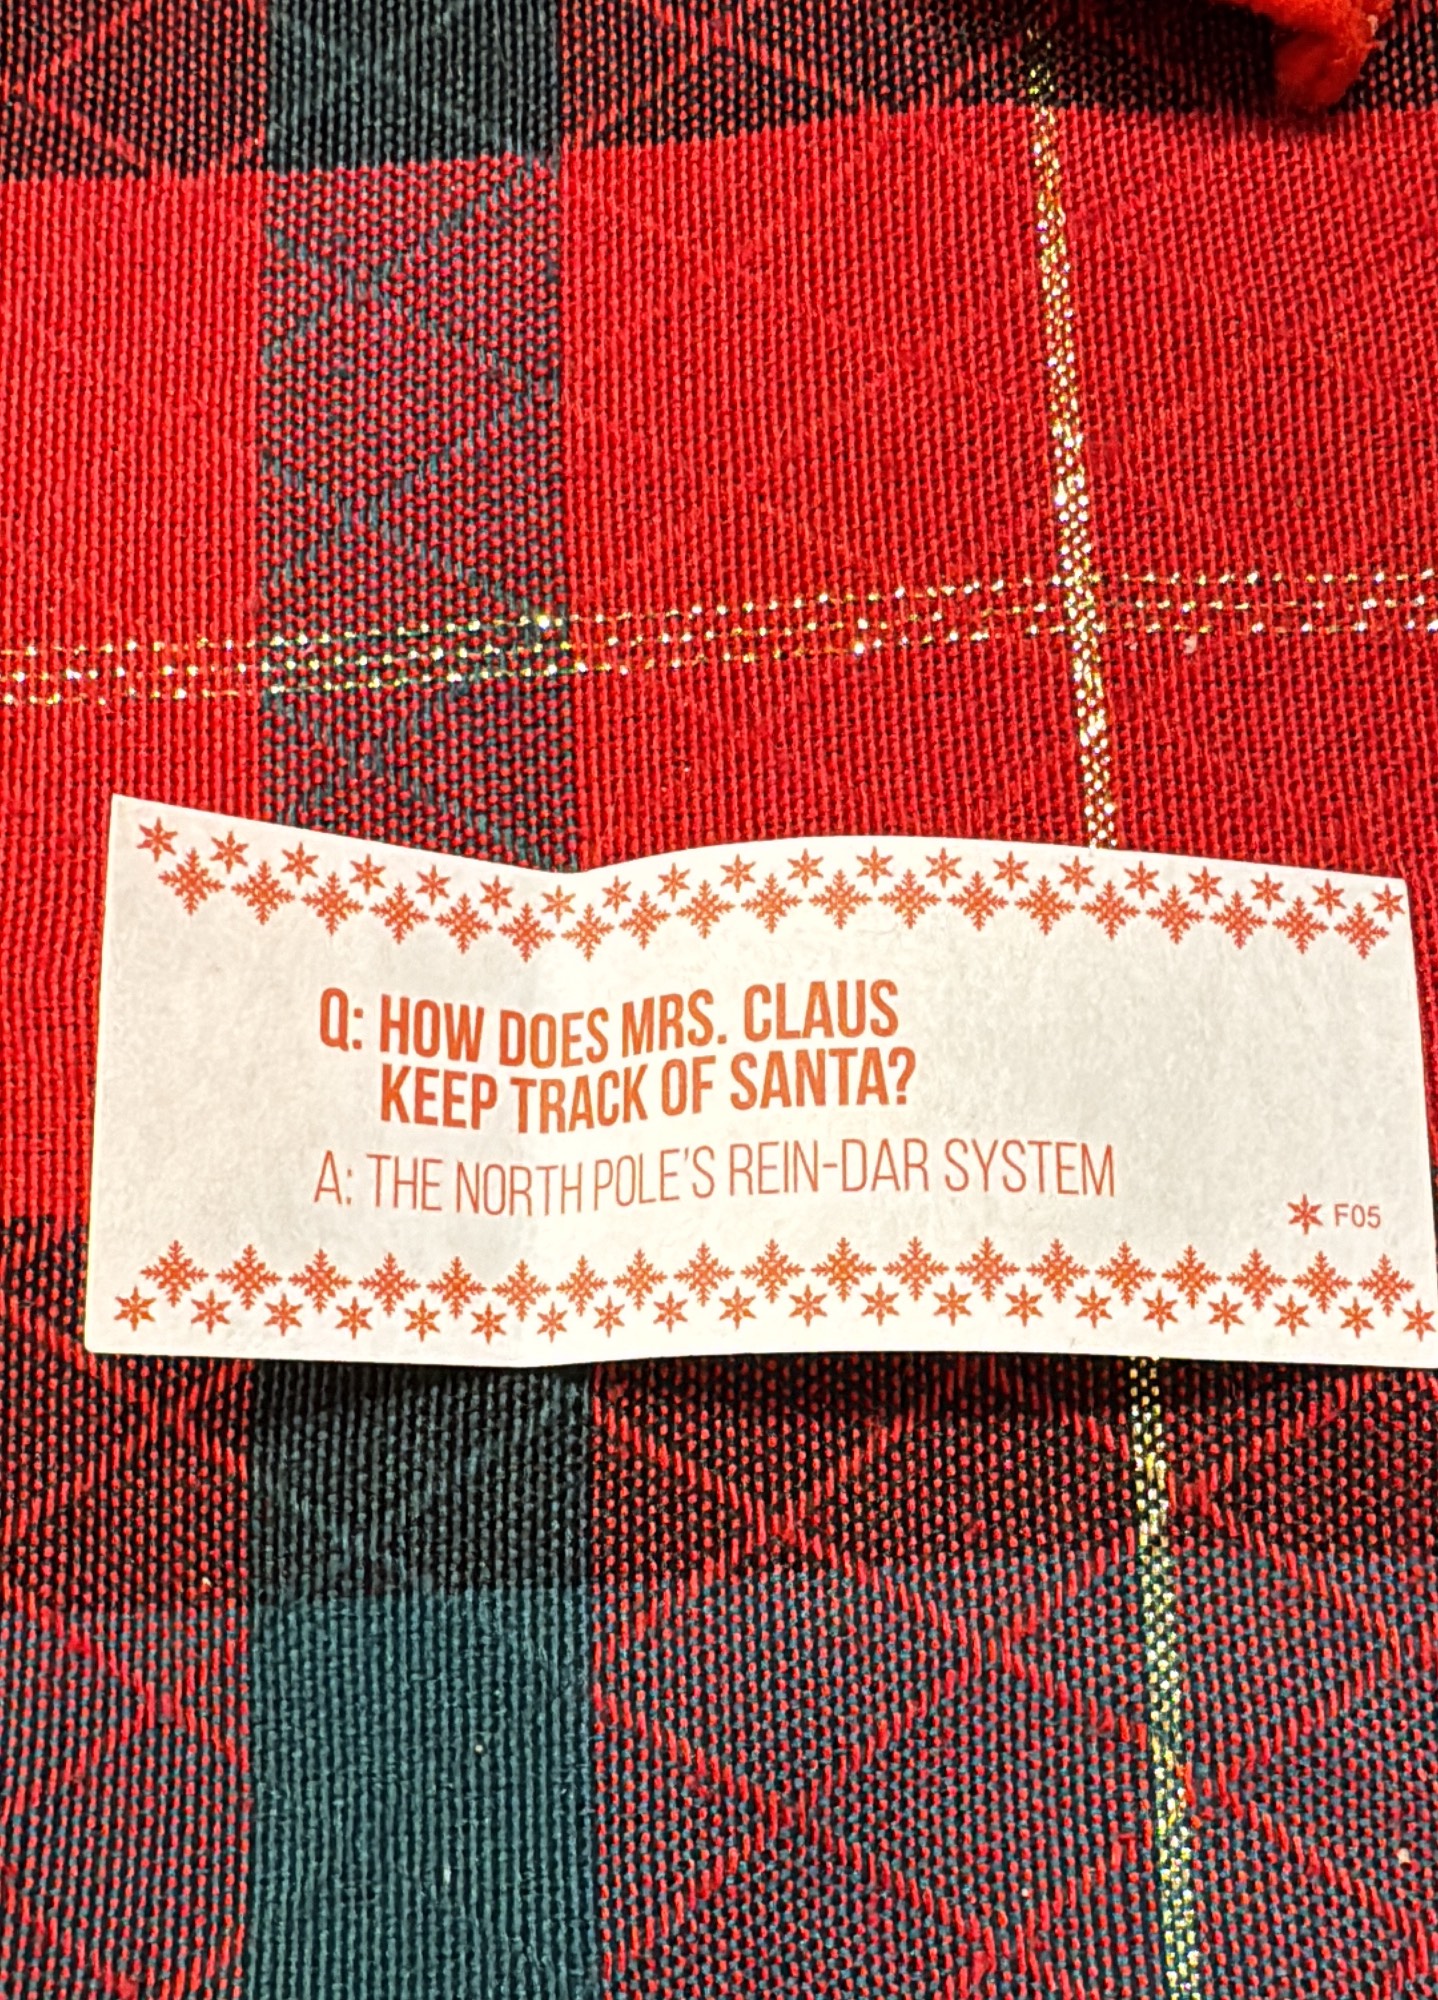 Q: HOW DOES MRS. CLAUS
KEEP TRACK OF SANTA?
A: THE NORTH POLE'S REIN-DAR SYSTEM
F05